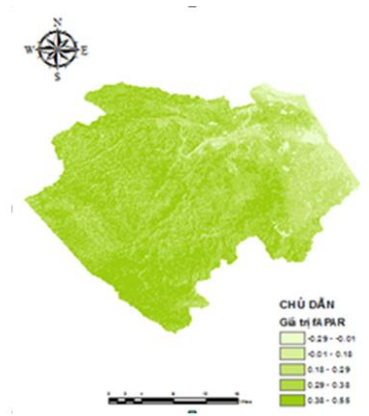 N
W E
S
CHÚ DẪN
Giá trị fAPAR
-0.29 - -0.01
-0.01 - 0.18
0.18 - 0.29
0.29 - 0.38
0.38 - 0.55